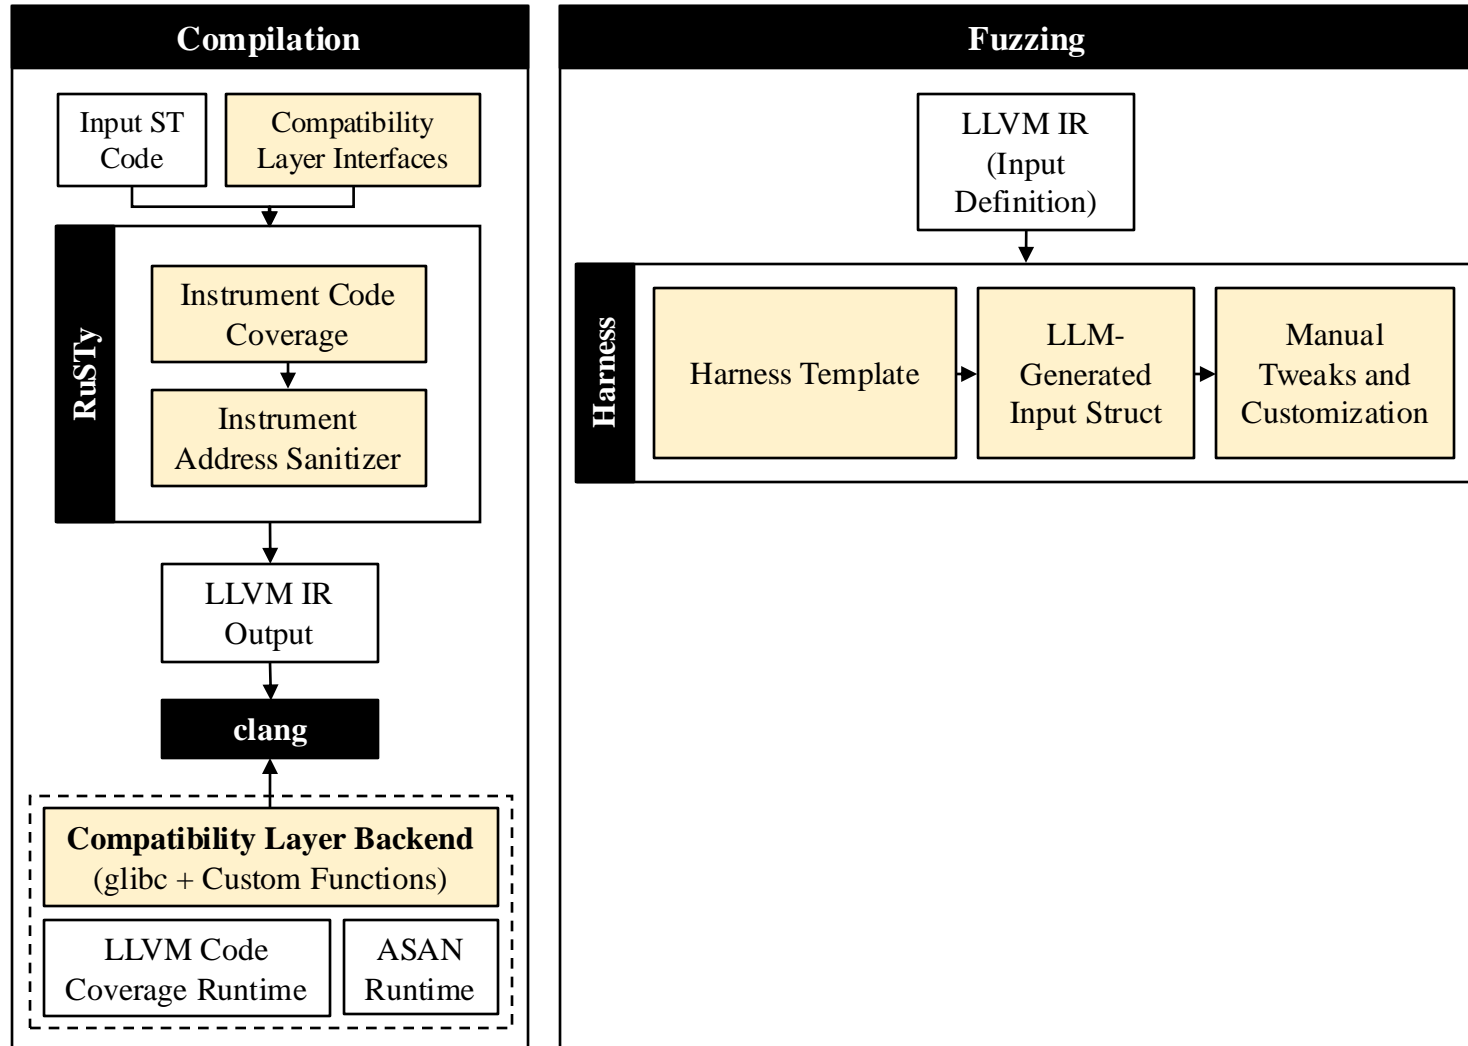 Compilation
Input ST
Code
Compatibility
Layer Interfaces
RuSTy
Instrument Code
Coverage
Instrument
Address Sanitizer
LLVM IR
Output
clang
Compatibility Layer Backend
(glibc + Custom Functions)
LLVM Code
Coverage Runtime
ASAN
Runtime
Fuzzing
LLVM IR
(Input
Definition)
Harness
Harness Template
LLM-
Generated
Input Struct
Manual
Tweaks and
Customization